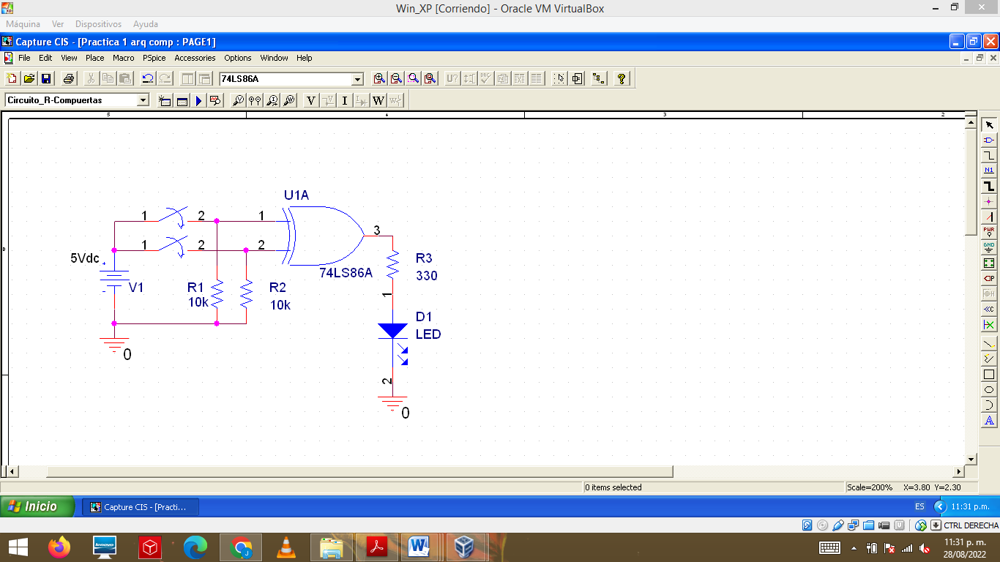 Win_XP [Corriendo] - Oracle VM VirtualBox
Máquina Ver Dispositivos Ayuda
Capture CIS - [Practica 1 arq comp : PAGE1]
File Edit View Place Macro PSpice Accessories Options Window Help
74LS86A
U?
Circuito_R-Compuertas
V I W
5 4 3 2
N1
PWR
GND
U1A
1 2 1
3
1 2 2
5Vdc
V1
R1
10k
R2
10k
74LS86A
R3
330
1
D1
LED
2
0
0
0 items selected
Scale=200% X=3.80 Y=2.30
Inicio
Capture CIS - [Practi...
ES
11:31 p.m.
CTRL DERECHA
11:31 p. m.
28/08/2022